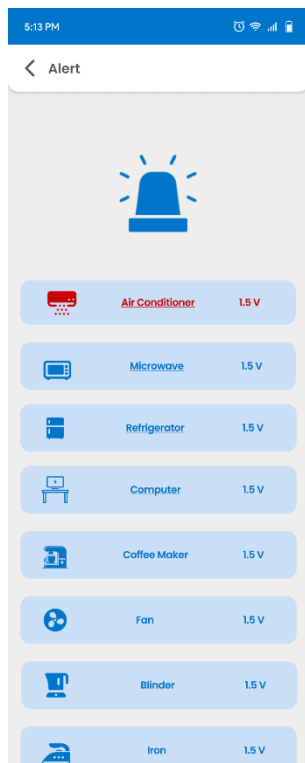 5:13 PM
Alert
Air Conditioner 1.5 V
Microwave 1.5 V
Refrigerator 1.5 V
Computer 1.5 V
Coffee Maker 1.5 V
Fan 1.5 V
Blinder 1.5 V
Iron 1.5 V